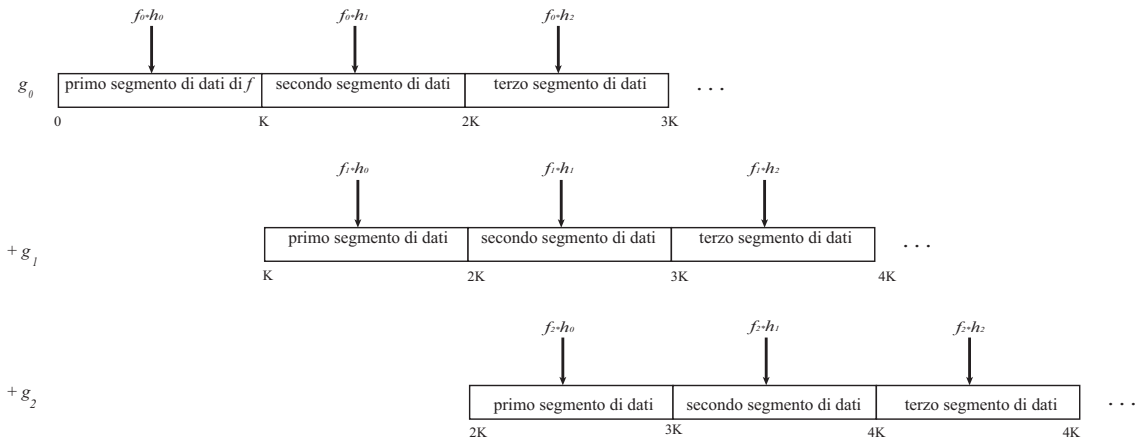 f₀*h₀ f₀*h₁ f₀*h₂
g₀ primo segmento di dati di f secondo segmento di dati terzo segmento di dati . . .
0 K 2K 3K
f₁*h₀ f₁*h₁ f₁*h₂
+ g₁ primo segmento di dati secondo segmento di dati terzo segmento di dati . . .
K 2K 3K 4K
f₂*h₀ f₂*h₁ f₂*h₂
+ g₂ primo segmento di dati secondo segmento di dati terzo segmento di dati . . .
2K 3K 4K 4K